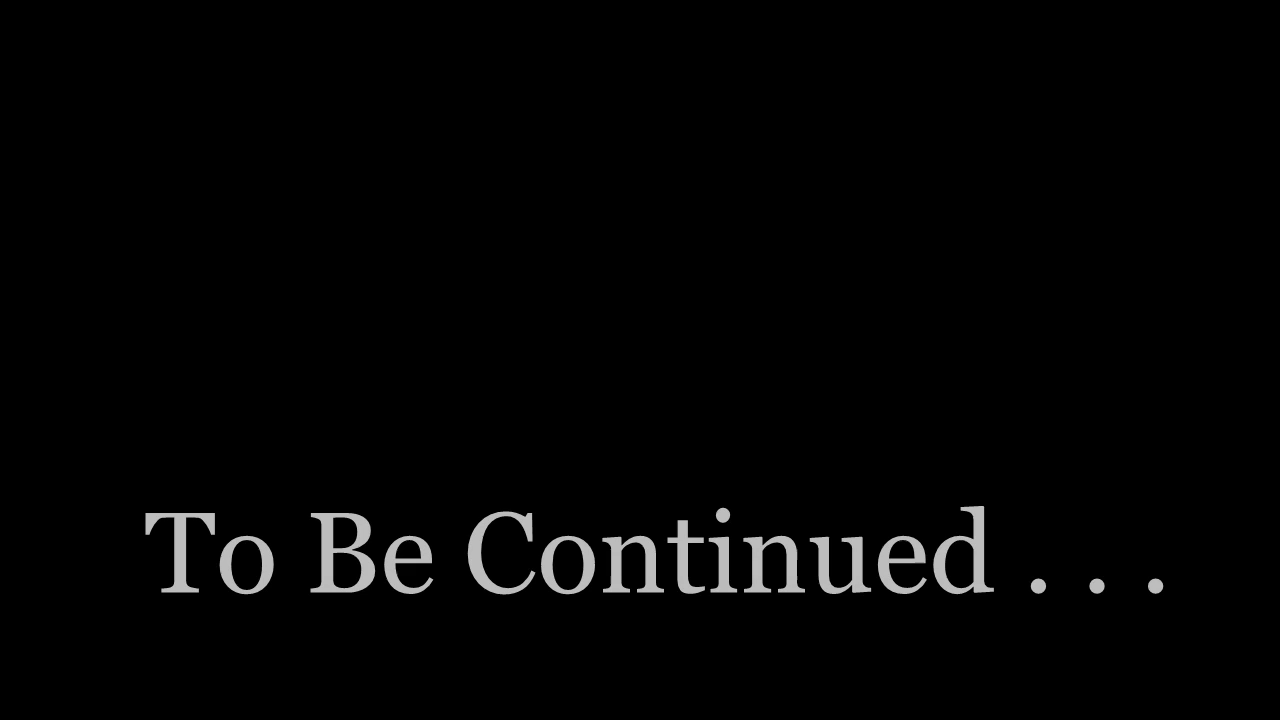 To Be Continued . . .